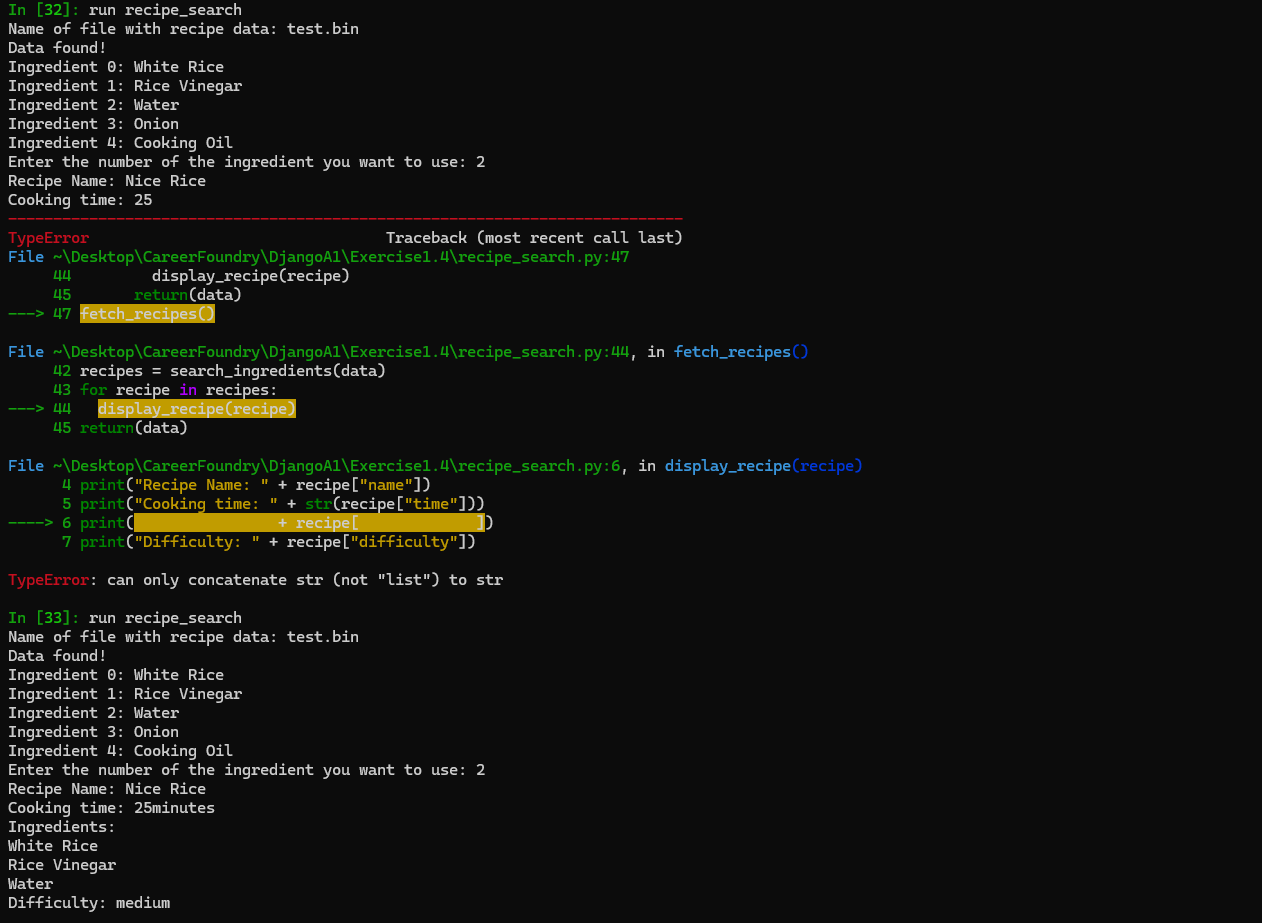 In [32]: run recipe_search
Name of file with recipe data: test.bin
Data found!
Ingredient 0: White Rice
Ingredient 1: Rice Vinegar
Ingredient 2: Water
Ingredient 3: Onion
Ingredient 4: Cooking Oil
Enter the number of the ingredient you want to use: 2
Recipe Name: Nice Rice
Cooking time: 25
---------------------------------------------------------------------------
TypeError                                 Traceback (most recent call last)
File ~\Desktop\CareerFoundry\DjangoA1\Exercise1.4\recipe_search.py:47
     44         display_recipe(recipe)
     45       return(data)
---> 47 fetch_recipes()

File ~\Desktop\CareerFoundry\DjangoA1\Exercise1.4\recipe_search.py:44, in fetch_recipes()
     42 recipes = search_ingredients(data)
     43 for recipe in recipes:
---> 44   display_recipe(recipe)
     45 return(data)

File ~\Desktop\CareerFoundry\DjangoA1\Exercise1.4\recipe_search.py:6, in display_recipe(recipe)
      4 print("Recipe Name: " + recipe["name"])
      5 print("Cooking time: " + str(recipe["time"]))
----> 6 print(                + recipe[             ])
      7 print("Difficulty: " + recipe["difficulty"])

TypeError: can only concatenate str (not "list") to str

In [33]: run recipe_search
Name of file with recipe data: test.bin
Data found!
Ingredient 0: White Rice
Ingredient 1: Rice Vinegar
Ingredient 2: Water
Ingredient 3: Onion
Ingredient 4: Cooking Oil
Enter the number of the ingredient you want to use: 2
Recipe Name: Nice Rice
Cooking time: 25minutes
Ingredients:
White Rice
Rice Vinegar
Water
Difficulty: medium